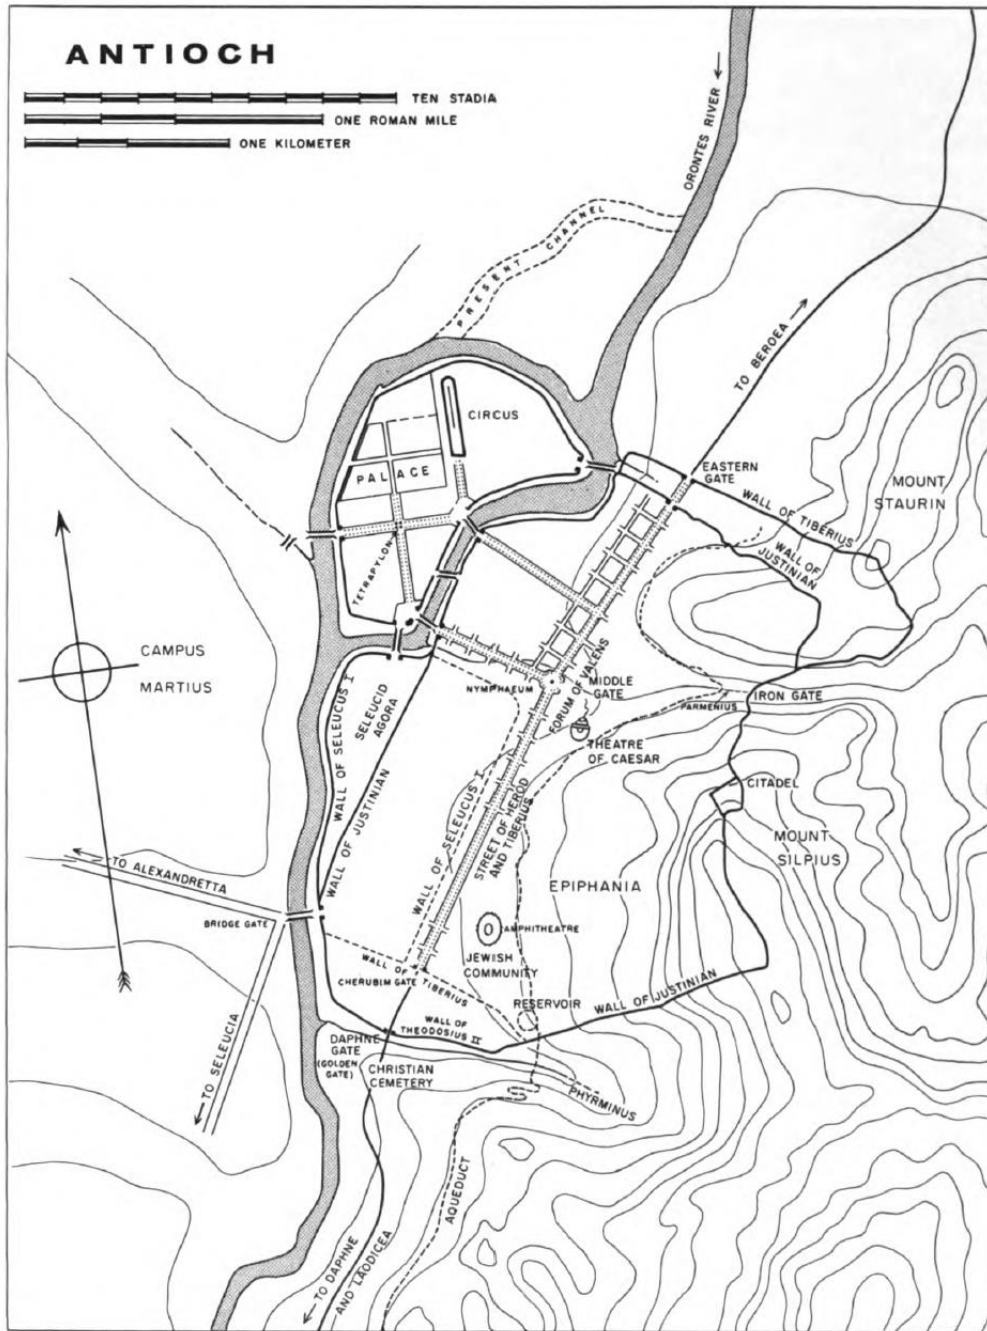 ANTIOCH
TEN STADIA
ONE ROMAN MILE
ONE KILOMETER
ORONTES RIVER
PRESENT CHANNEL
TO BEROEA
CIRCUS
PALACE
EASTERN
GATE
MOUNT
STAURIN
WALL OF TIBERIUS
WALL OF
JUSTINIAN
TETRAPYLON
CAMPUS
MARTIUS
WALL OF SELEUCUS I
SELEUCID
AGORA
NYMPHAEUM
FORUM OF VALENS
MIDDLE
GATE
PARMENIUS
IRON GATE
THEATRE
OF CAESAR
CITADEL
MOUNT
SILPIUS
WALL OF JUSTINIAN
WALL OF SELEUCUS I
STREET OF HEROD
AND TIBERIUS
TO ALEXANDRETTA
EPIPHANIA
BRIDGE GATE
AMPHITHEATRE
JEWISH
COMMUNITY
WALL OF TIBERIUS
CHERUBIM GATE
RESERVOIR
WALL OF JUSTINIAN
WALL OF
THEODOSIUS II
DAPHNE
GATE
(GOLDEN
GATE)
CHRISTIAN
CEMETERY
PHYRMINUS
TO SELEUCIA
AQUEDUCT
TO DAPHNE
AND LAODICEA